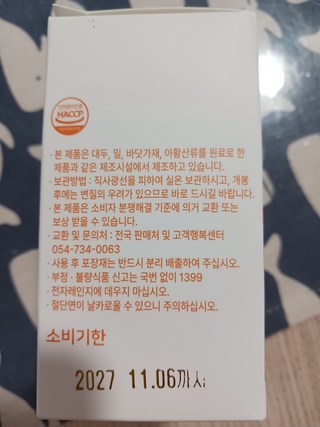 HACCP
· 본 제품은 대두, 밀, 바닷가재, 아황산류를 원료로 한
제품과 같은 제조시설에서 제조하고 있습니다.
· 보관방법 : 직사광선을 피하여 실온 보관하시고, 개봉
후에는 변질의 우려가 있으므로 바로 드시길 바랍니다.
· 본 제품은 소비자 분쟁해결 기준에 의거 교환 또는
보상 받을 수 있습니다.
· 교환 및 문의처 : 전국 판매처 및 고객행복센터
054-734-0063
· 사용 후 포장재는 반드시 분리 배출하여 주십시오.
· 부정 · 불량식품 신고는 국번 없이 1399
· 전자레인지에 데우지 마십시오.
· 절단면이 날카로울 수 있으니 주의하십시오.
소비기한
2027 11.06까지